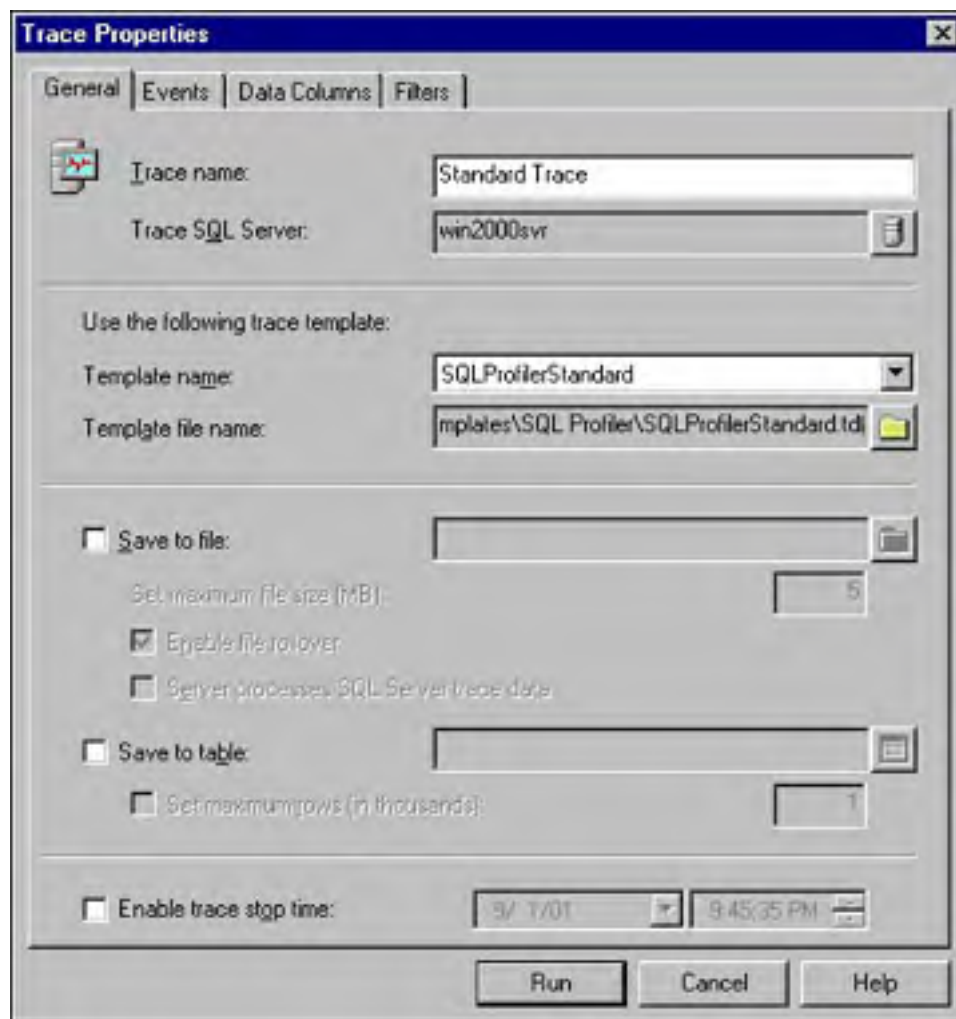 Trace Properties
General Events Data Columns Filters
Trace name: Standard Trace
Trace SQL Server: win2000svr
Use the following trace template:
Template name: SQLProfilerStandard
Template file name: mplates\SQL Profiler\SQLProfilerStandard.tdf
Save to file:
Set maximum file size (MB): 5
Enable file rollover
Server processes SQL Server trace data
Save to table:
Set maximum rows (in thousands): 1
Enable trace stop time: 9/ 1/01 9:45:35 PM
Run Cancel Help